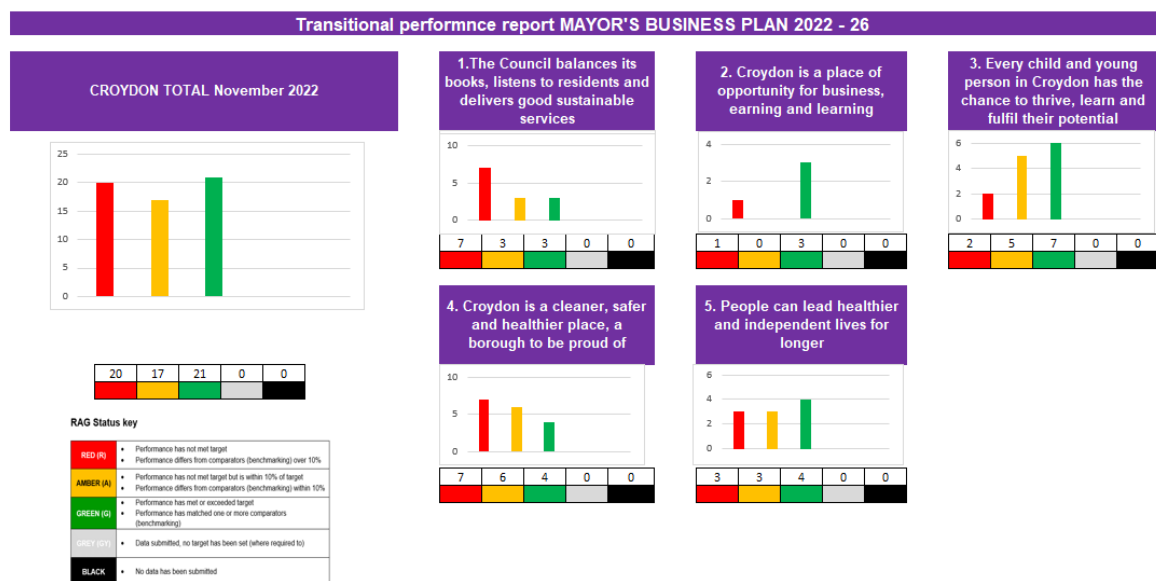 Transitional performnce report MAYOR'S BUSINESS PLAN 2022 - 26
CROYDON TOTAL November 2022
25
20
15
10
5
0
20 17 21 0 0
RAG Status key
RED (R)
• Performance has not met target
• Performance differs from comparators (benchmarking) over 10%
AMBER (A)
• Performance has not met target but is within 10% of target
• Performance differs from comparators (benchmarking) within 10%
GREEN (G)
• Performance has met or exceeded target
• Performance has matched one or more comparators
(benchmarking)
GREY (GY)
• Data submitted, no target has been set (where required to)
BLACK
• No data has been submitted
1.The Council balances its
books, listens to residents and
delivers good sustainable
services
10
5
0
7 3 3 0 0
2. Croydon is a place of
opportunity for business,
earning and learning
4
2
0
1 0 3 0 0
3. Every child and young
person in Croydon has the
chance to thrive, learn and
fulfil their potential
6
4
2
0
2 5 7 0 0
4. Croydon is a cleaner, safer
and healthier place, a
borough to be proud of
10
5
0
7 6 4 0 0
5. People can lead healthier
and independent lives for
longer
6
4
2
0
3 3 4 0 0